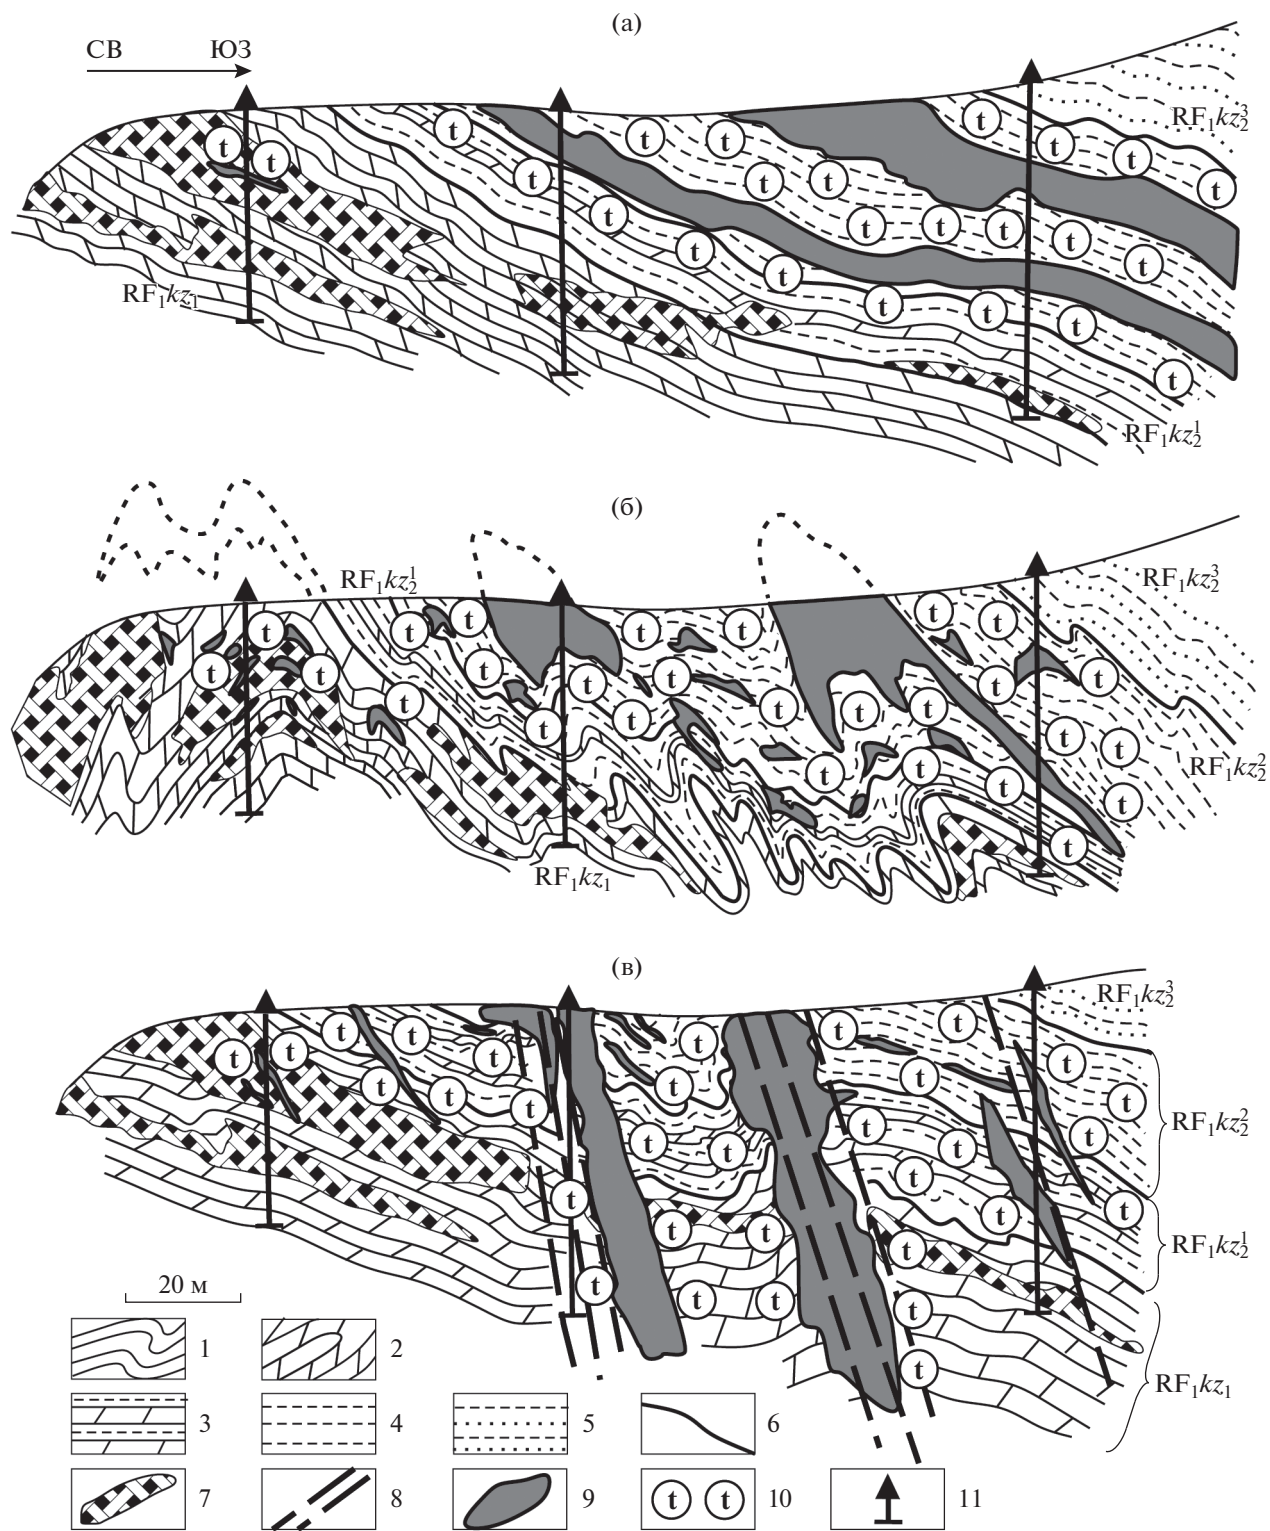 (а)
СВ ЮЗ
RF₁kz₂³
t t t t t t t t t t t t t t t t t t t t t t t t t
RF₁kz₁
RF₁kz₂¹
(б)
RF₁kz₂¹
RF₁kz₂³
t t t t t t t t t t t t t t t t t t t t t t t t t t
RF₁kz₂²
RF₁kz₁
(в)
RF₁kz₂³
t t t t t t t t t t t t t t t t t t t t t t t t t t t t t t
RF₁kz₂²
RF₁kz₂¹
RF₁kz₁
20 м
1 2
3 4 5 6
7 8 9 t t 10 11